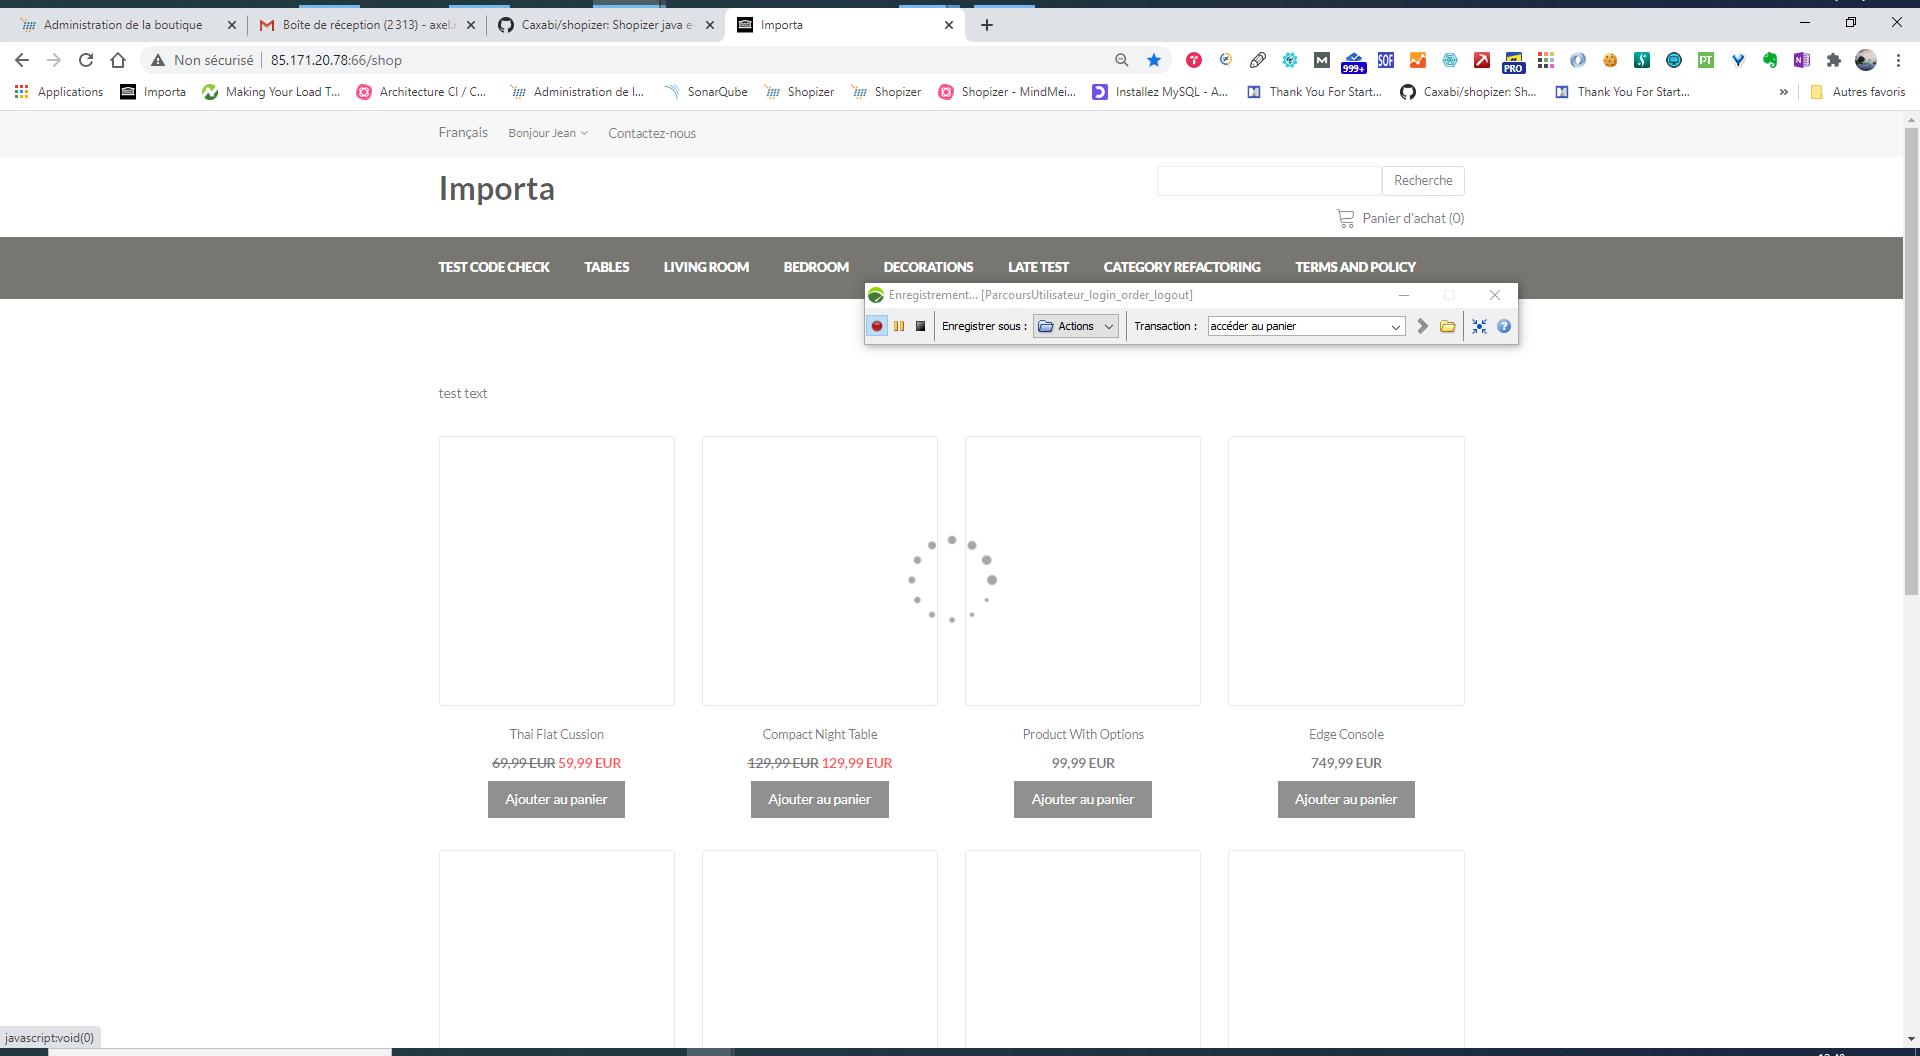 Administration de la boutique
Boîte de réception (2 313) - axel.r
Caxabi/shopizer: Shopizer java e-
Importa
Non sécurisé
85.171.20.78:66/shop
999+
SOF
PRO
PT
Applications
Importa
Making Your Load T...
Architecture CI / C...
Administration de l...
SonarQube
Shopizer
Shopizer
Shopizer - MindMei...
Installez MySQL - A...
Thank You For Start...
Caxabi/shopizer: Sh...
Thank You For Start...
»
Autres favoris
Français
Bonjour Jean
Contactez-nous
Importa
Recherche
Panier d'achat (0)
TEST CODE CHECK
TABLES
LIVING ROOM
BEDROOM
DECORATIONS
LATE TEST
CATEGORY REFACTORING
TERMS AND POLICY
Enregistrement... [ParcoursUtilisateur_login_order_logout]
Enregistrer sous :
Actions
Transaction :
accéder au panier
test text
Thai Flat Cussion
69,99 EUR 59,99 EUR
Ajouter au panier
Compact Night Table
129,99 EUR 129,99 EUR
Ajouter au panier
Product With Options
99,99 EUR
Ajouter au panier
Edge Console
749,99 EUR
Ajouter au panier
javascript:void(0)